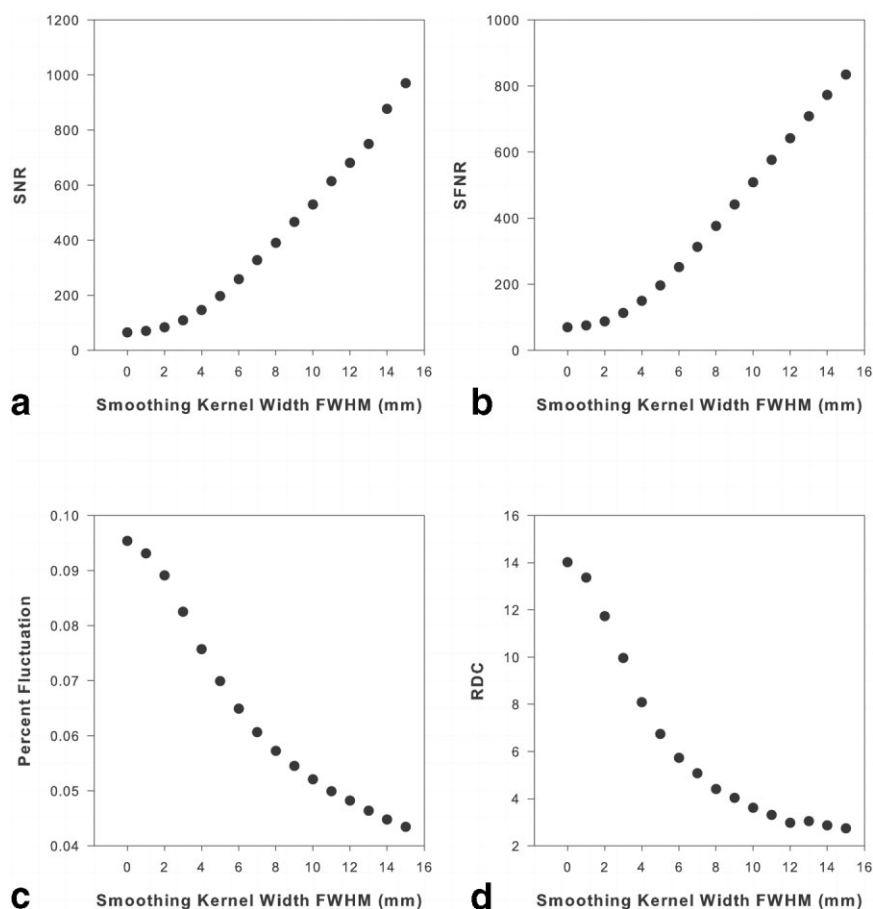 1200
1000
800
600
400
200
0
SNR
0 2 4 6 8 10 12 14 16
a Smoothing Kernel Width FWHM (mm)
1000
800
600
400
200
0
SFNR
0 2 4 6 8 10 12 14 16
b Smoothing Kernel Width FWHM (mm)
0.10
0.09
0.08
0.07
0.06
0.05
0.04
Percent Fluctuation
0 2 4 6 8 10 12 14 16
c Smoothing Kernel Width FWHM (mm)
16
14
12
10
8
6
4
2
RDC
0 2 4 6 8 10 12 14 16
d Smoothing Kernel Width FWHM (mm)